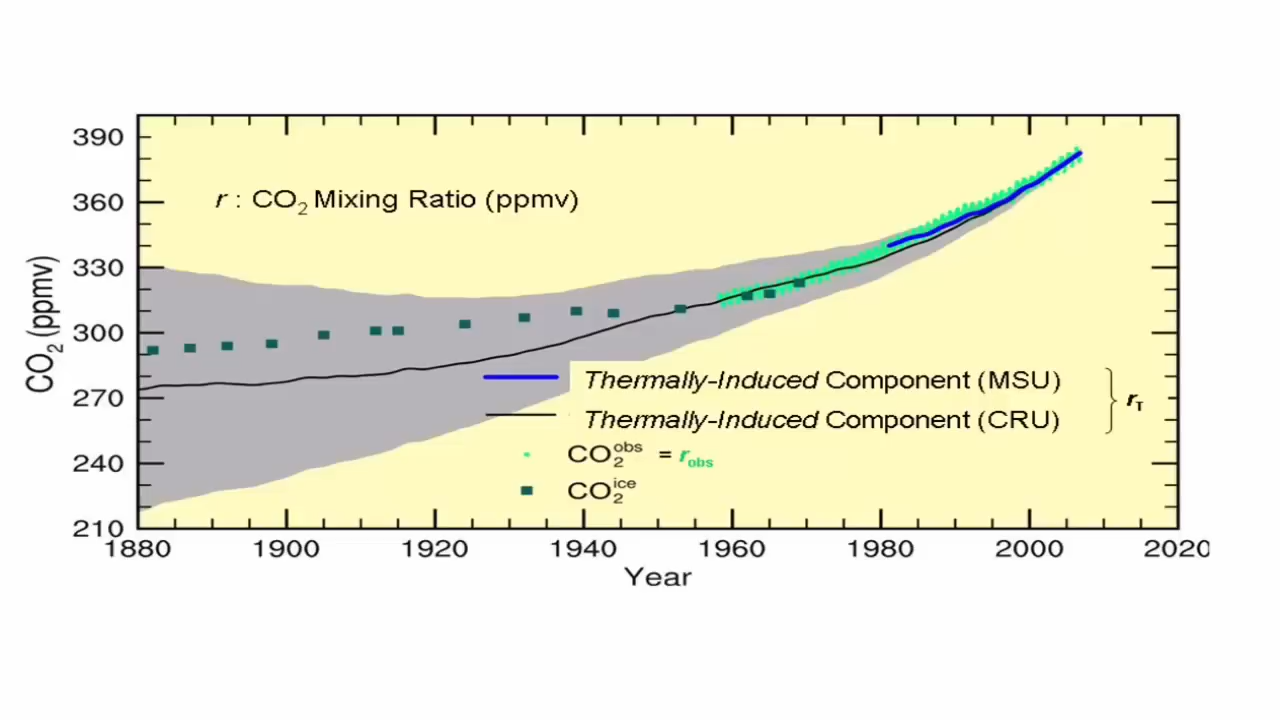 390
360
330
300
270
240
210
CO2 (ppmv)
r : CO2 Mixing Ratio (ppmv)
Thermally-Induced Component (MSU)
Thermally-Induced Component (CRU)
rT
CO2obs = robs
CO2ice
1880 1900 1920 1940 1960 1980 2000 2020
Year